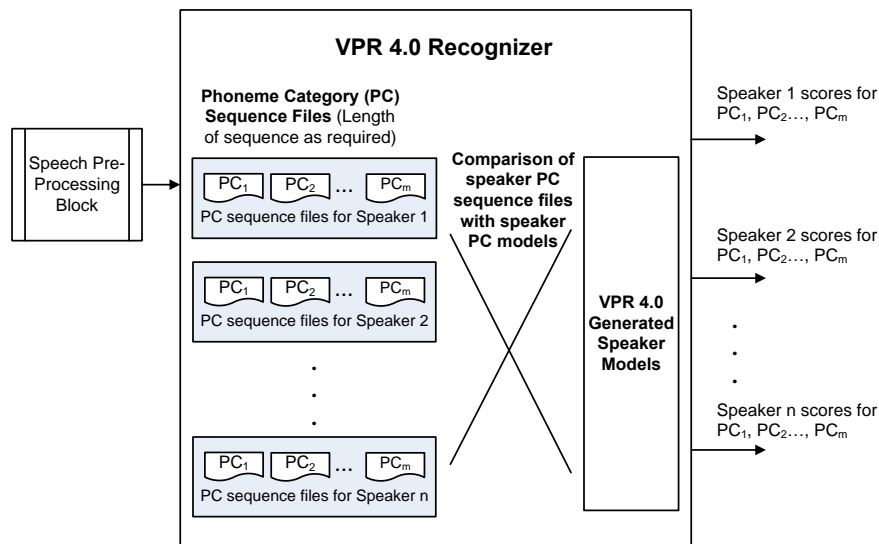 VPR 4.0 Recognizer
Speech Pre-
Processing
Block
Phoneme Category (PC)
Sequence Files (Length
of sequence as required)
PC₁ PC₂ ... PCₘ
PC sequence files for Speaker 1
PC₁ PC₂ ... PCₘ
PC sequence files for Speaker 2
.
.
.
PC₁ PC₂ ... PCₘ
PC sequence files for Speaker n
Comparison of
speaker PC
sequence files
with speaker
PC models
VPR 4.0
Generated
Speaker
Models
Speaker 1 scores for
PC₁, PC₂..., PCₘ
Speaker 2 scores for
PC₁, PC₂..., PCₘ
.
.
.
Speaker n scores for
PC₁, PC₂..., PCₘ